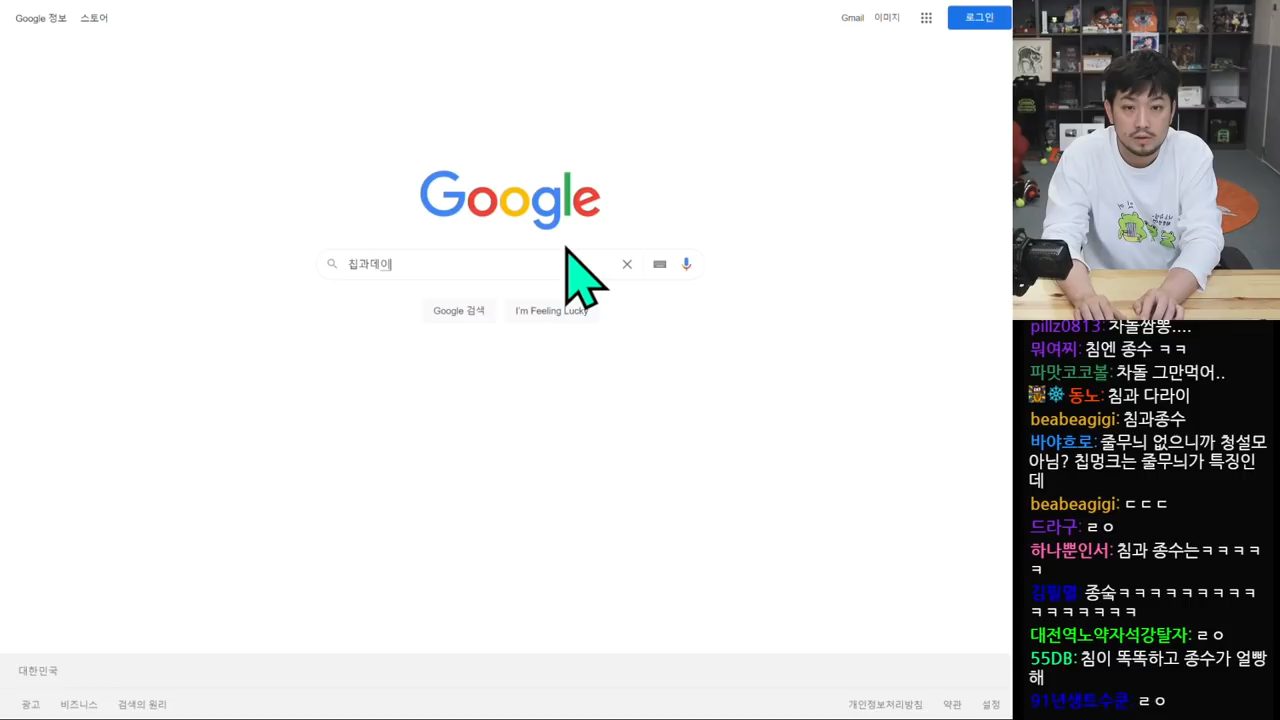 Google 정보 스토어
Gmail 이미지 로그인
Google
칩과데이
Google 검색 I'm Feeling Lucky
대한민국
광고 비즈니스 검색의 원리
개인정보처리방침 약관 설정
pillz0813: 차돌짬뽕....
뭐여찌: 침엔 종수 ㅋㅋ
파맛코코볼: 차돌 그만먹어..
동노: 침과 다라이
beabeagigi: 침과종수
바야흐로: 줄무늬 없으니까 청설모
아님? 칩멍크는 줄무늬가 특징인
데
beabeagigi: ㄷㄷㄷ
드라구: ㄹㅇ
하나뿐인서: 침과 종수는ㅋㅋㅋㅋ
ㅋ
김필멸 종숙ㅋㅋㅋㅋㅋㅋㅋㅋㅋ
ㅋㅋㅋㅋㅋㅋㅋ
대전역노약자석강탈자: ㄹㅇ
55DB: 침이 똑똑하고 종수가 얼빵
해
91년생트수쿤: ㄹㅇ